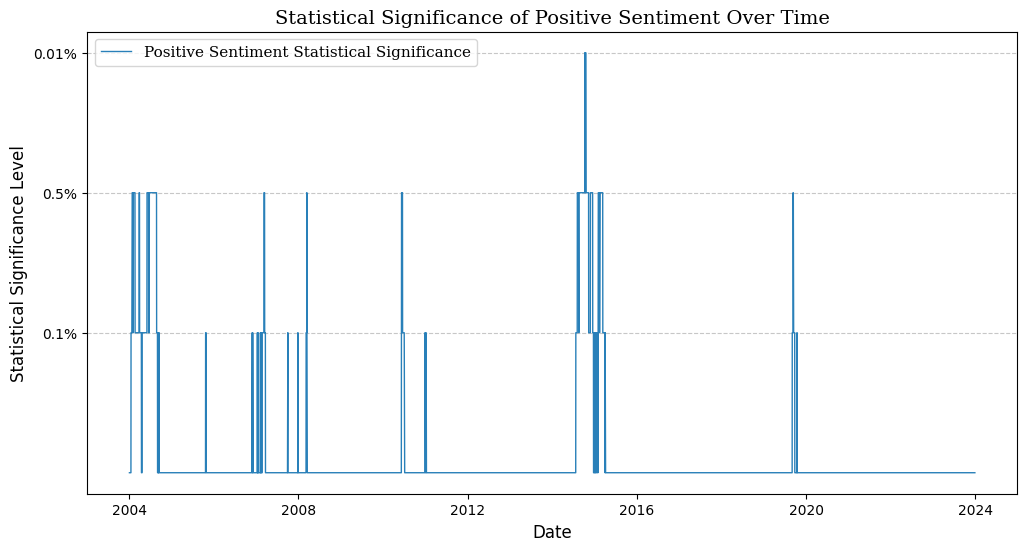 Statistical Significance of Positive Sentiment Over Time
Positive Sentiment Statistical Significance
Statistical Significance Level
0.01%
0.5%
0.1%
2004
2008
2012
2016
2020
2024
Date